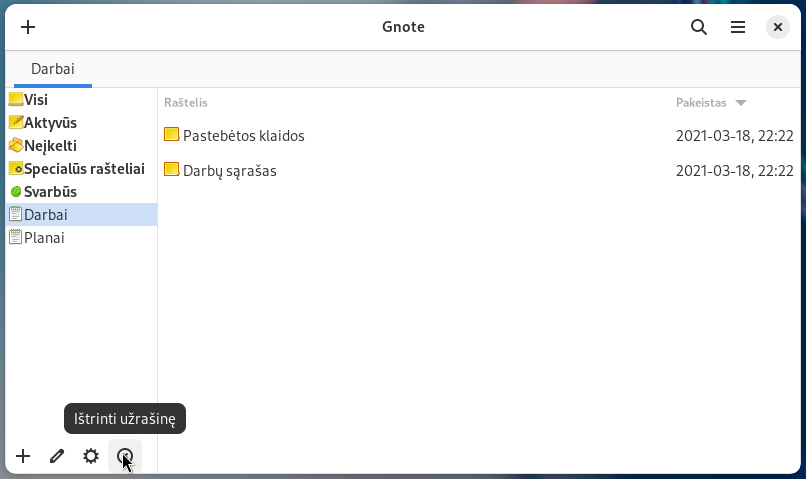 Gnote
Darbai
Visi
Aktyvūs
Neįkelti
Specialūs rašteliai
Svarbūs
Darbai
Planai
Raštelis
Pakeistas
Pastebėtos klaidos
2021-03-18, 22:22
Darbų sąrašas
2021-03-18, 22:22
Ištrinti užrašinę